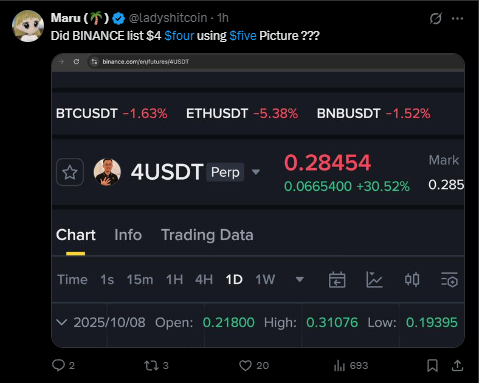 Maru (🌴) @ladyshitcoin · 1h
Did BINANCE list $4 $four using $five Picture ???
binance.com/en/futures/4USDT
BTCUSDT -1.63% ETHUSDT -5.38% BNBUSDT -1.52%
4USDT Perp 0.28454 Mark
0.0665400 +30.52% 0.285
Chart Info Trading Data
Time 1s 15m 1H 4H 1D 1W
2025/10/08 Open: 0.21800 High: 0.31076 Low: 0.19395
2 3 20 693